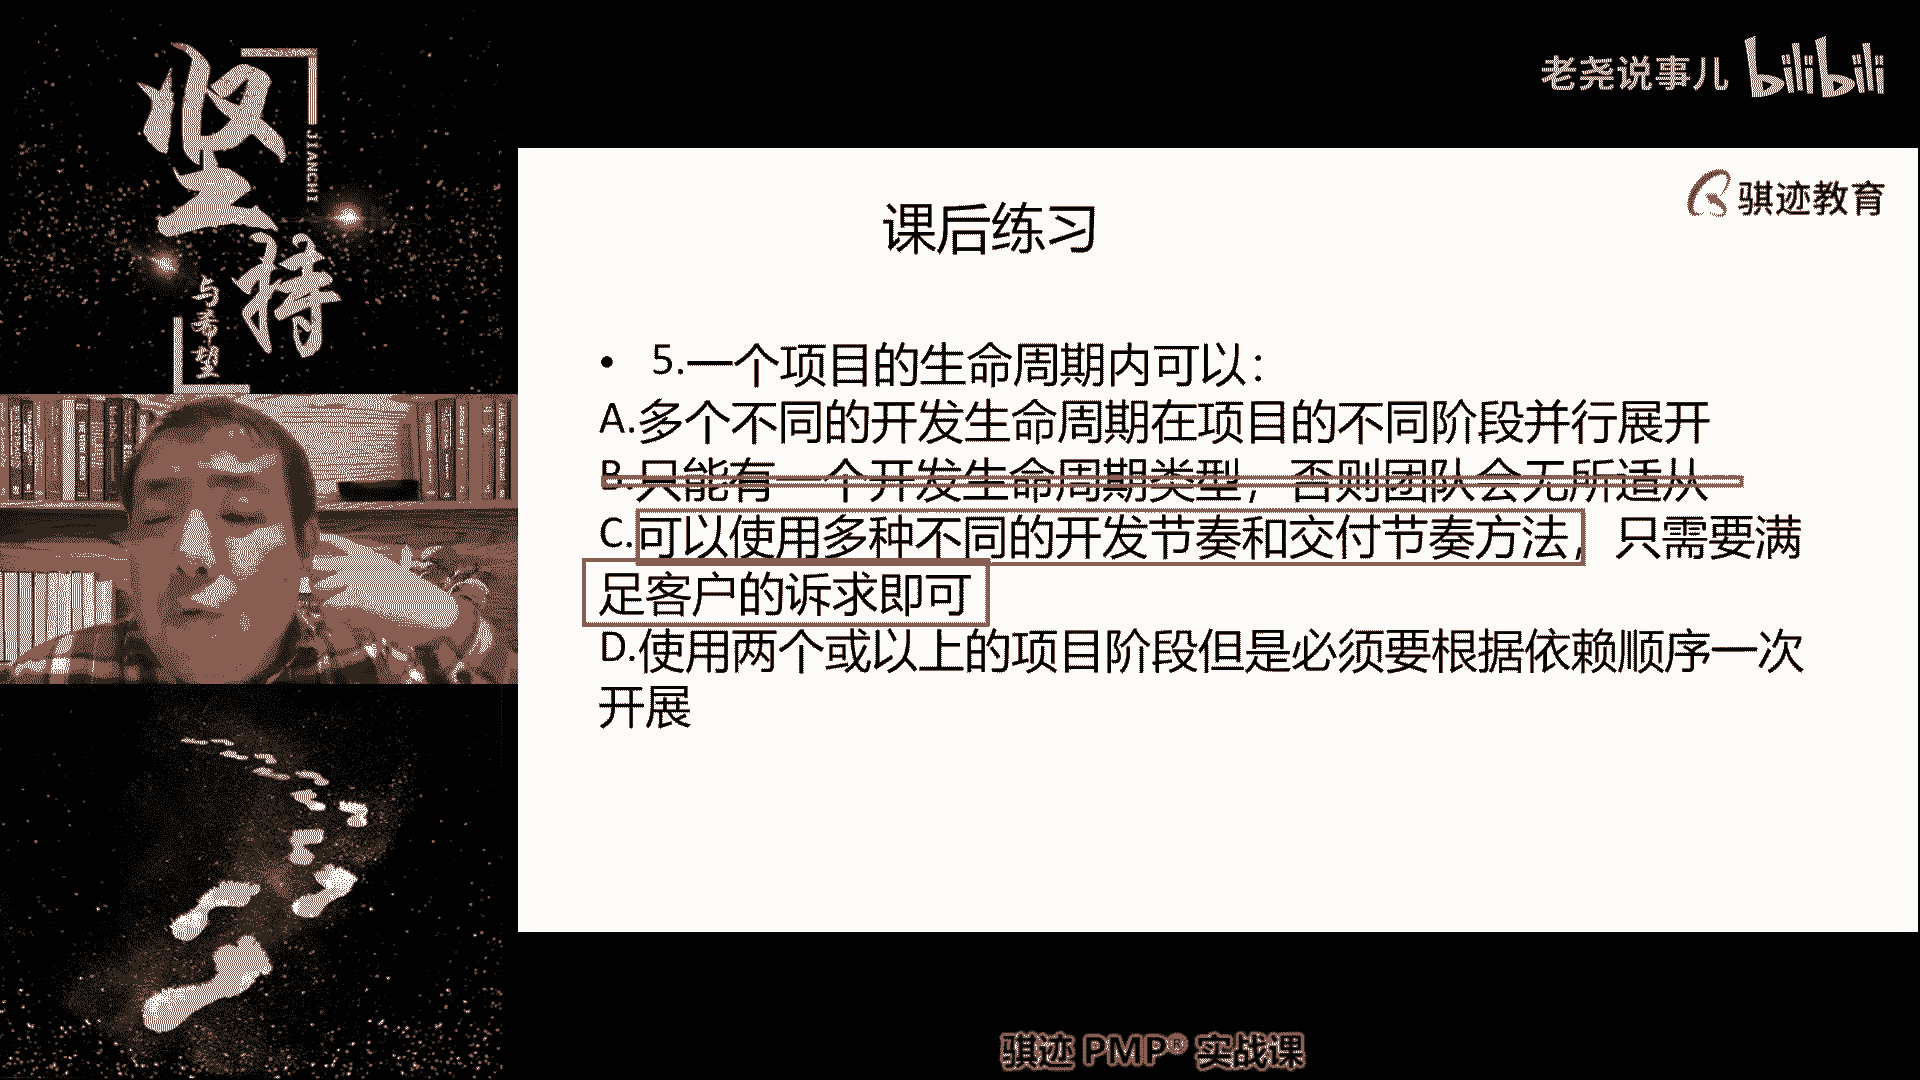 坚持
JIANCHI
与希望
老尧说事儿 bilibili
骐迹教育
课后练习
• 5.一个项目的生命周期内可以：
A.多个不同的开发生命周期在项目的不同阶段并行展开
B.只能有一个开发生命周期类型，否则团队会无所适从
C.可以使用多种不同的开发节奏和交付节奏方法，只需要满
足客户的诉求即可
D.使用两个或以上的项目阶段但是必须要根据依赖顺序一次
开展
骐迹 PMP® 实战课